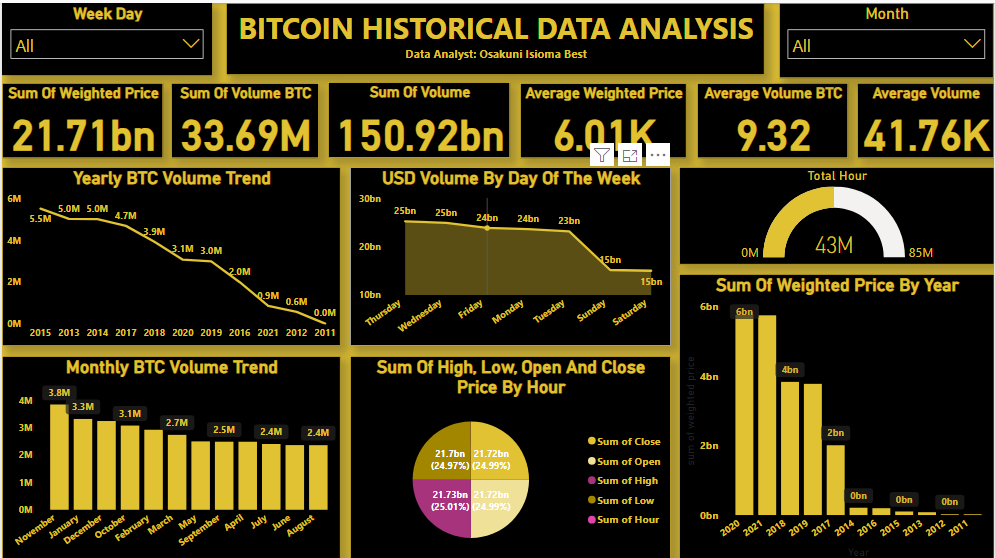 Week Day
All
BITCOIN HISTORICAL DATA ANALYSIS
Data Analyst: Osakuni Isioma Best
Month
All
Sum Of Weighted Price
21.71bn
Sum Of Volume BTC
33.69M
Sum Of Volume
150.92bn
Average Weighted Price
6.01K
Average Volume BTC
9.32
Average Volume
41.76K
Yearly BTC Volume Trend
6M
4M
2M
0M
5.5M
5.0M
5.0M
4.7M
3.9M
3.1M
3.0M
2.0M
0.9M
0.6M
0.0M
2015 2013 2014 2017 2018 2020 2019 2016 2021 2012 2011
USD Volume By Day Of The Week
30bn
20bn
10bn
25bn
25bn
24bn
24bn
23bn
15bn
15bn
Thursday
Wednesday
Friday
Monday
Tuesday
Sunday
Saturday
Total Hour
43M
0M
85M
Monthly BTC Volume Trend
4M
3M
2M
1M
0M
3.8M
3.3M
3.1M
2.7M
2.5M
2.4M
2.4M
November
January
December
October
February
March
May
September
April
July
June
August
Sum Of High, Low, Open And Close
Price By Hour
21.7bn
(24.97%)
21.72bn
(24.99%)
21.73bn
(25.01%)
21.72bn
(24.99%)
Sum of Close
Sum of Open
Sum of High
Sum of Low
Sum of Hour
Sum Of Weighted Price By Year
sum of weighted price
6bn
4bn
2bn
0bn
6bn
4bn
2bn
0bn
0bn
0bn
2020
2021
2018
2019
2017
2014
2016
2015
2013
2012
2011
Year